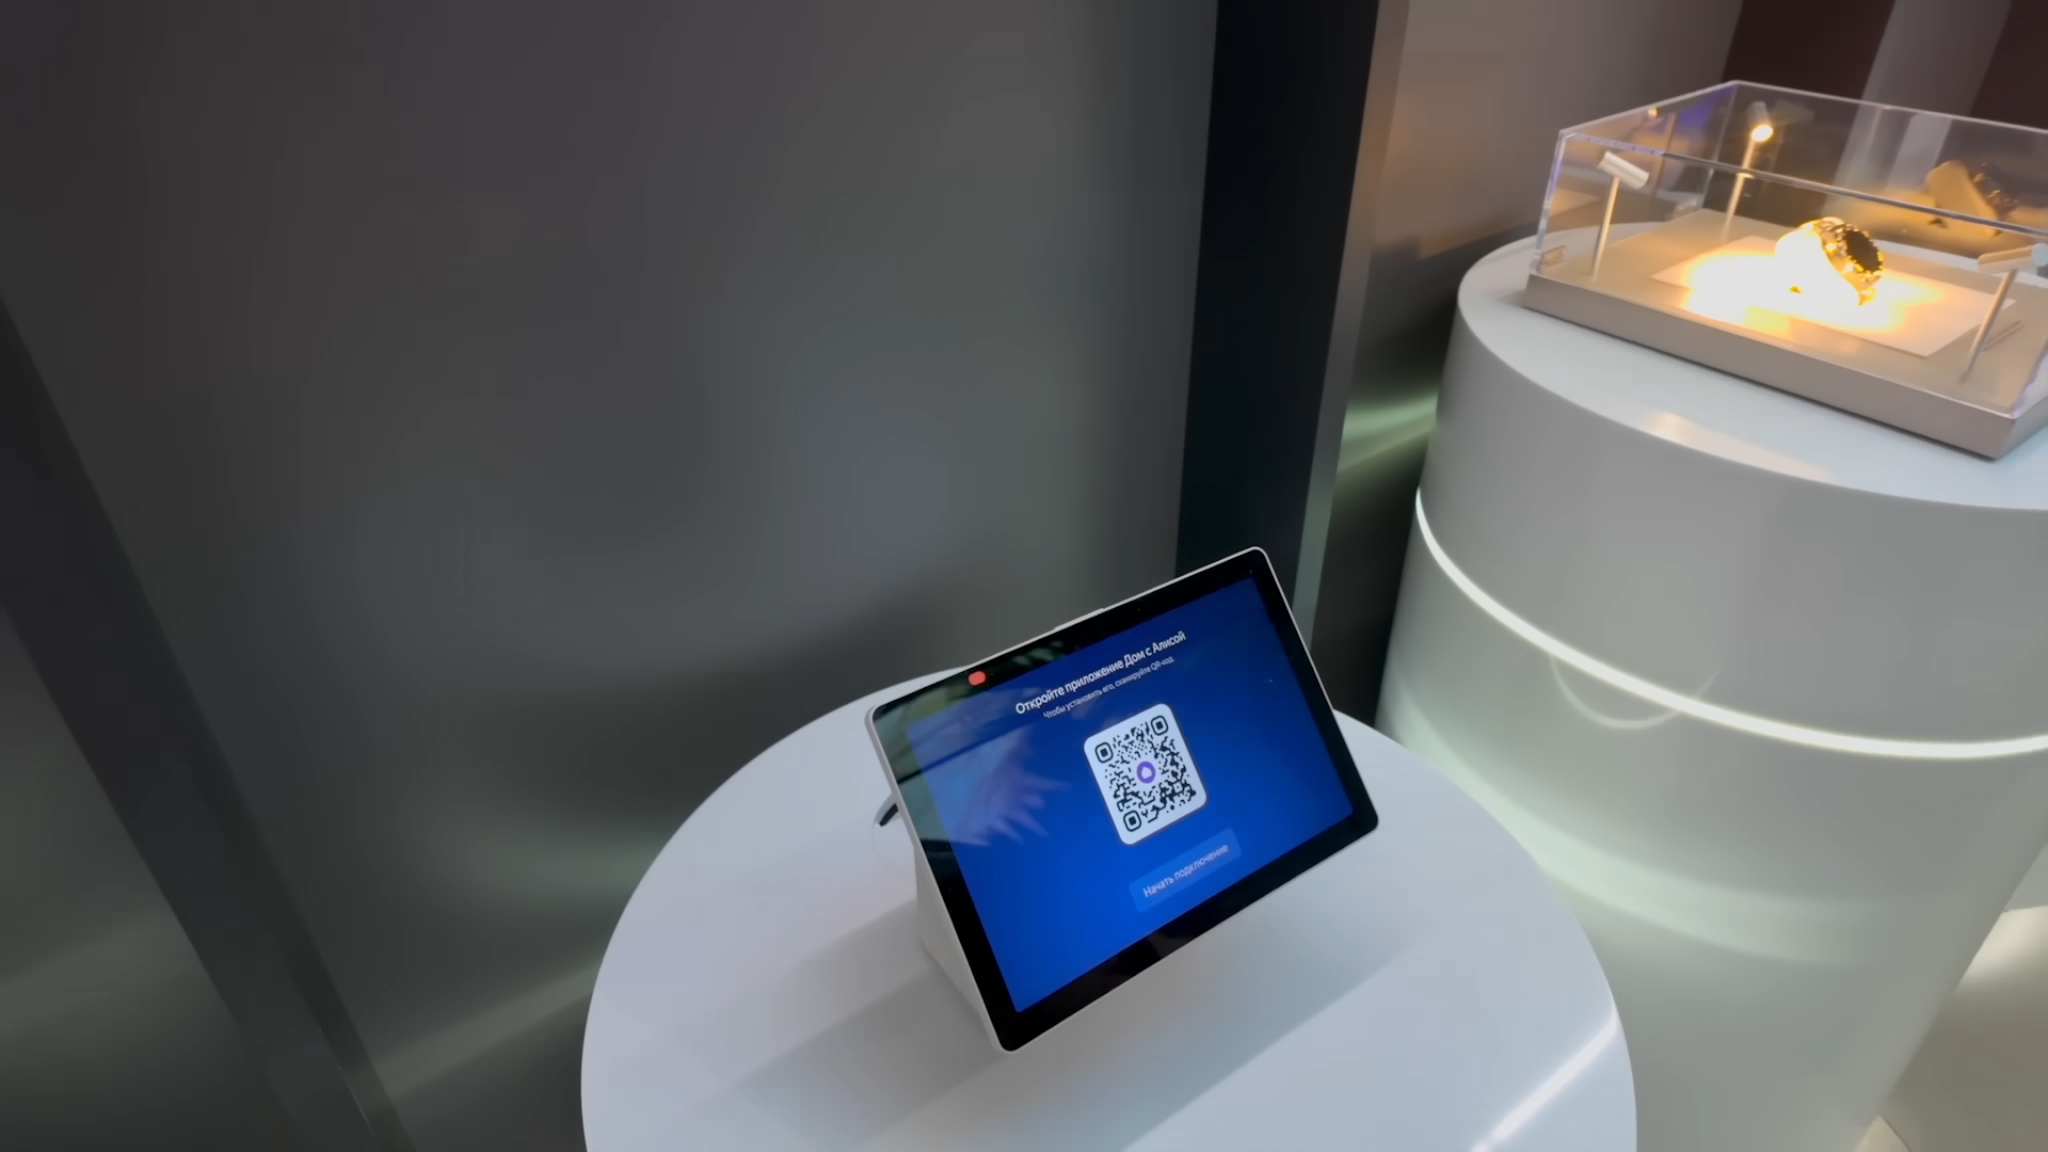 Откройте приложение Дом с Алисой
Чтобы установить его, сканируйте QR-код
Начать подключение